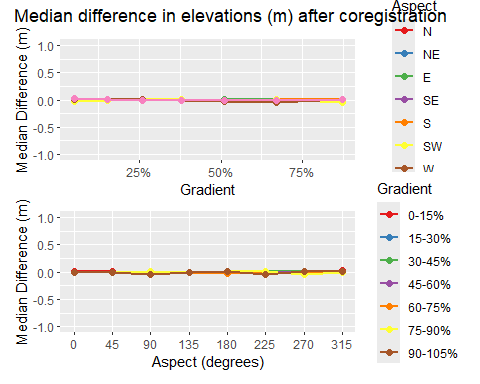 Median difference in elevations (m) after coregistration
Aspect
N
NE
E
SE
S
SW
W
Median Difference (m)
1.0
0.5
0.0
-0.5
-1.0
25%
50%
75%
Gradient
Gradient
0-15%
15-30%
30-45%
45-60%
60-75%
75-90%
90-105%
Median Difference (m)
1.0
0.5
0.0
-0.5
-1.0
0 45 90 135 180 225 270 315
Aspect (degrees)